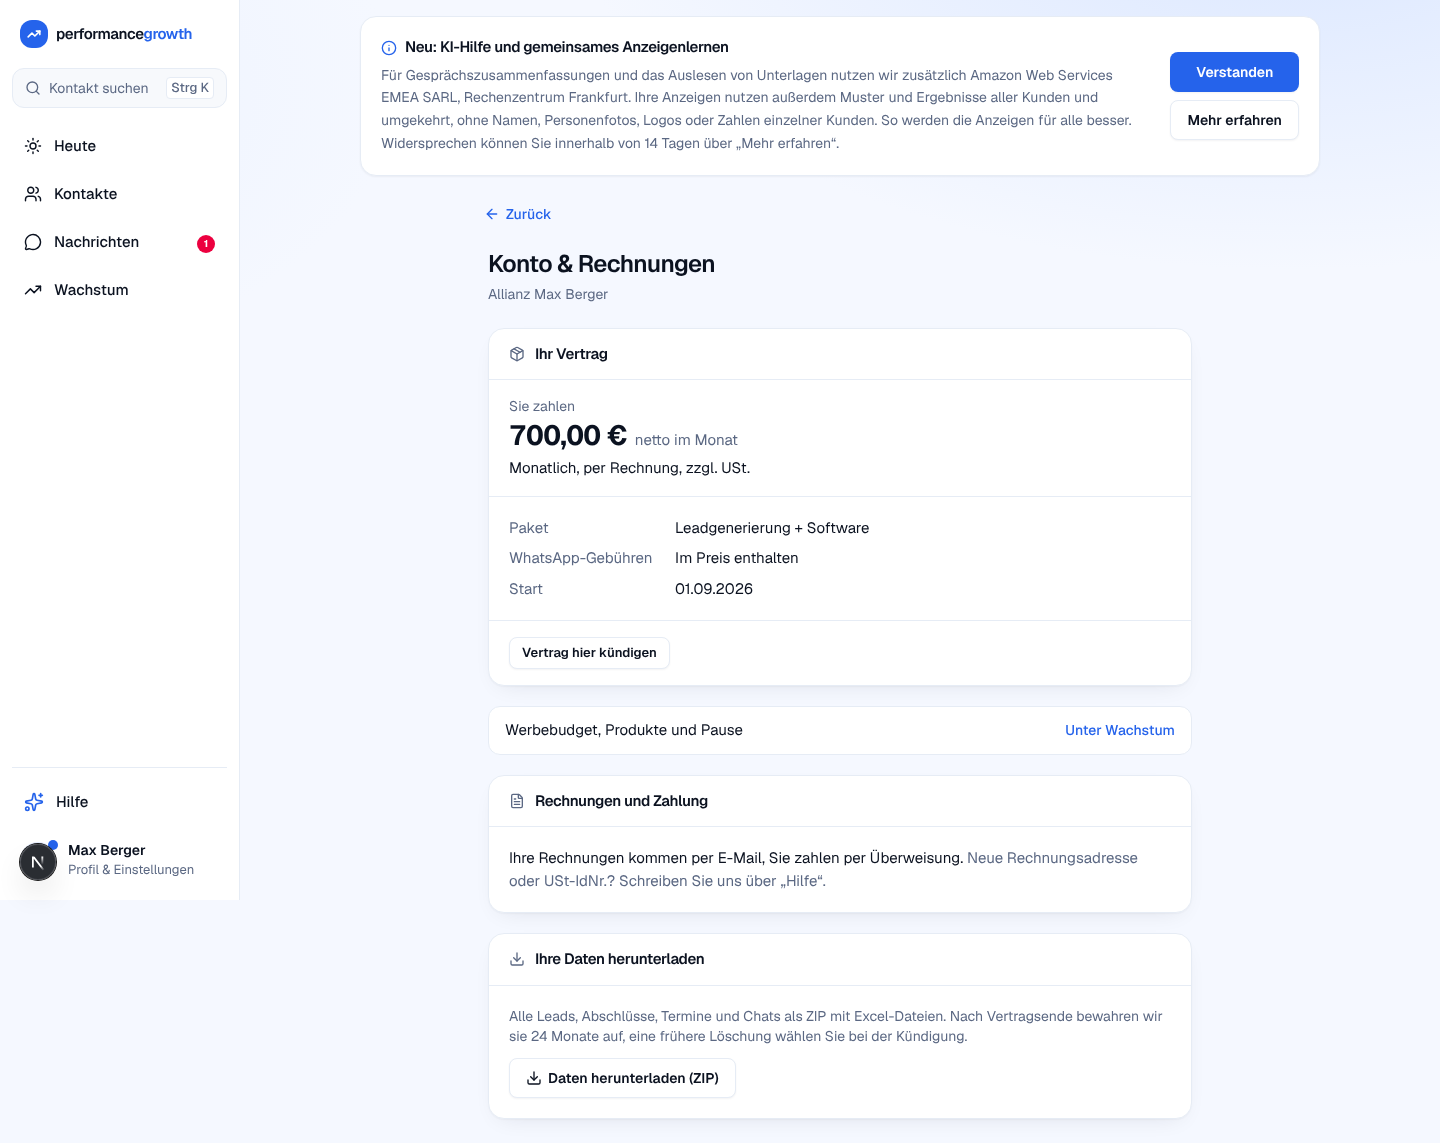 performancegrowth
Kontakt suchen
Strg K
Heute
Kontakte
Nachrichten
1
Wachstum
Hilfe
N
Max Berger
Profil & Einstellungen
Neu: KI-Hilfe und gemeinsames Anzeigenlernen
Für Gesprächszusammenfassungen und das Auslesen von Unterlagen nutzen wir zusätzlich Amazon Web Services
EMEA SARL, Rechenzentrum Frankfurt. Ihre Anzeigen nutzen außerdem Muster und Ergebnisse aller Kunden und
umgekehrt, ohne Namen, Personenfotos, Logos oder Zahlen einzelner Kunden. So werden die Anzeigen für alle besser.
Widersprechen können Sie innerhalb von 14 Tagen über „Mehr erfahren“.
Verstanden
Mehr erfahren
Zurück
Konto & Rechnungen
Allianz Max Berger
Ihr Vertrag
Sie zahlen
700,00 € netto im Monat
Monatlich, per Rechnung, zzgl. USt.
Paket Leadgenerierung + Software
WhatsApp-Gebühren Im Preis enthalten
Start 01.09.2026
Vertrag hier kündigen
Werbebudget, Produkte und Pause
Unter Wachstum
Rechnungen und Zahlung
Ihre Rechnungen kommen per E-Mail, Sie zahlen per Überweisung. Neue Rechnungsadresse
oder USt-IdNr.? Schreiben Sie uns über „Hilfe“.
Ihre Daten herunterladen
Alle Leads, Abschlüsse, Termine und Chats als ZIP mit Excel-Dateien. Nach Vertragsende bewahren wir
sie 24 Monate auf, eine frühere Löschung wählen Sie bei der Kündigung.
Daten herunterladen (ZIP)